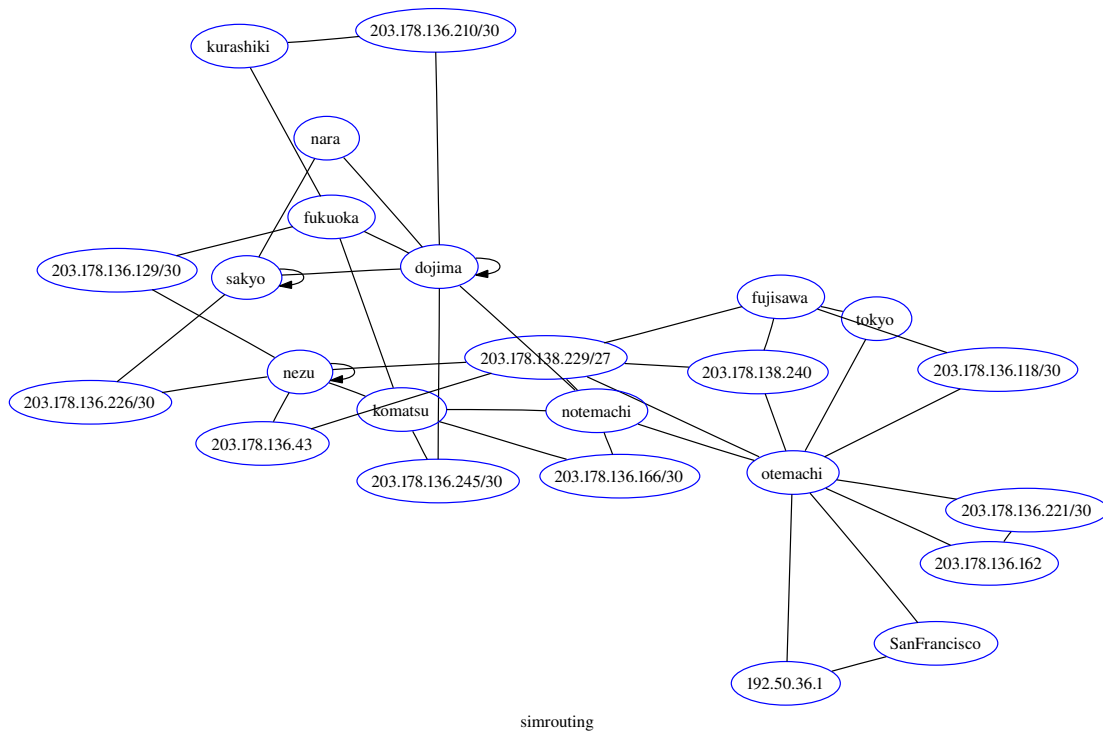 203.178.136.210/30
kurashiki
nara
fukuoka
203.178.136.129/30
sakyo
dojima
fujisawa
tokyo
203.178.138.229/27
nezu
203.178.138.240
203.178.136.118/30
203.178.136.226/30
komatsu
notemachi
203.178.136.43
otemachi
203.178.136.245/30
203.178.136.166/30
203.178.136.221/30
203.178.136.162
SanFrancisco
192.50.36.1
simrouting